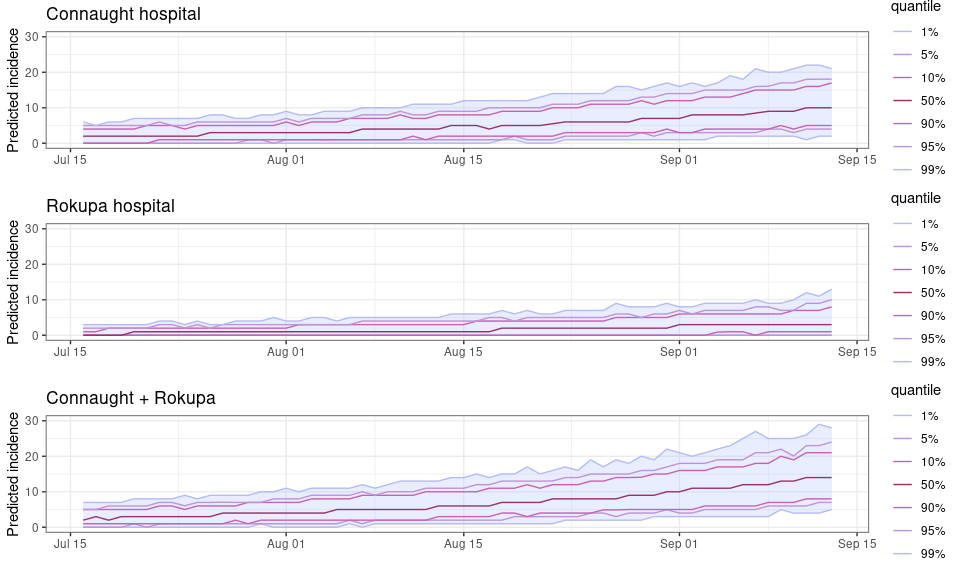 Connaught hospital
Predicted incidence
30
20
10
0
Jul 15 Aug 01 Aug 15 Sep 01 Sep 15
quantile
1%
5%
10%
50%
90%
95%
99%
Rokupa hospital
Predicted incidence
30
20
10
0
Jul 15 Aug 01 Aug 15 Sep 01 Sep 15
quantile
1%
5%
10%
50%
90%
95%
99%
Connaught + Rokupa
Predicted incidence
30
20
10
0
Jul 15 Aug 01 Aug 15 Sep 01 Sep 15
quantile
1%
5%
10%
50%
90%
95%
99%